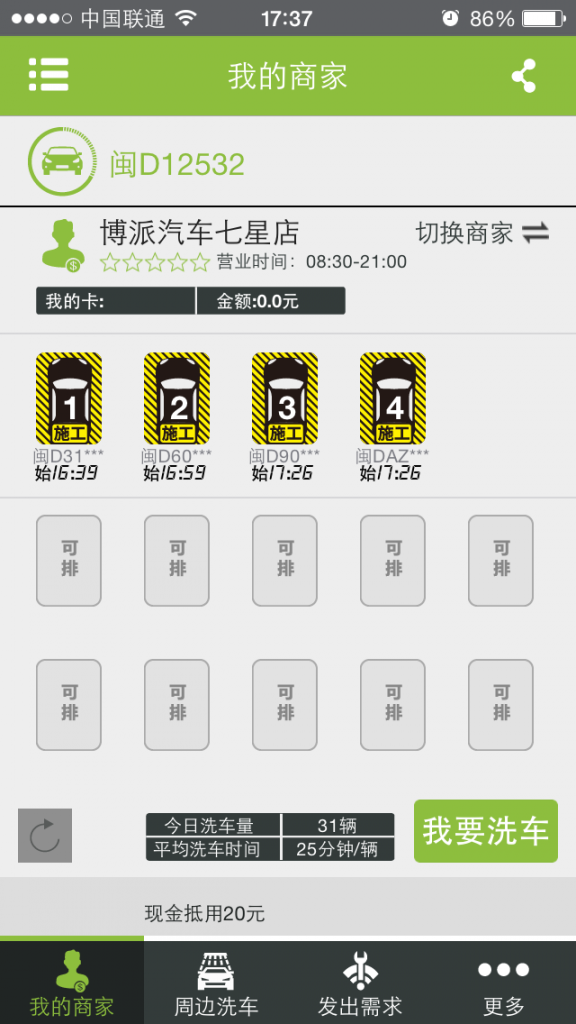 中国联通 17:37 86%
我的商家
闽D12532
博派汽车七星店 切换商家
营业时间: 08:30-21:00
我的卡: 金额:0.0元
1 2 3 4
施工 施工 施工 施工
闽D31*** 闽D60*** 闽D90*** 闽DAZ***
始16:39 始16:59 始17:26 始17:26
可排 可排 可排 可排 可排
可排 可排 可排 可排 可排
今日洗车量 31辆
平均洗车时间 25分钟/辆
我要洗车
现金抵用20元
我的商家 周边洗车 发出需求 更多